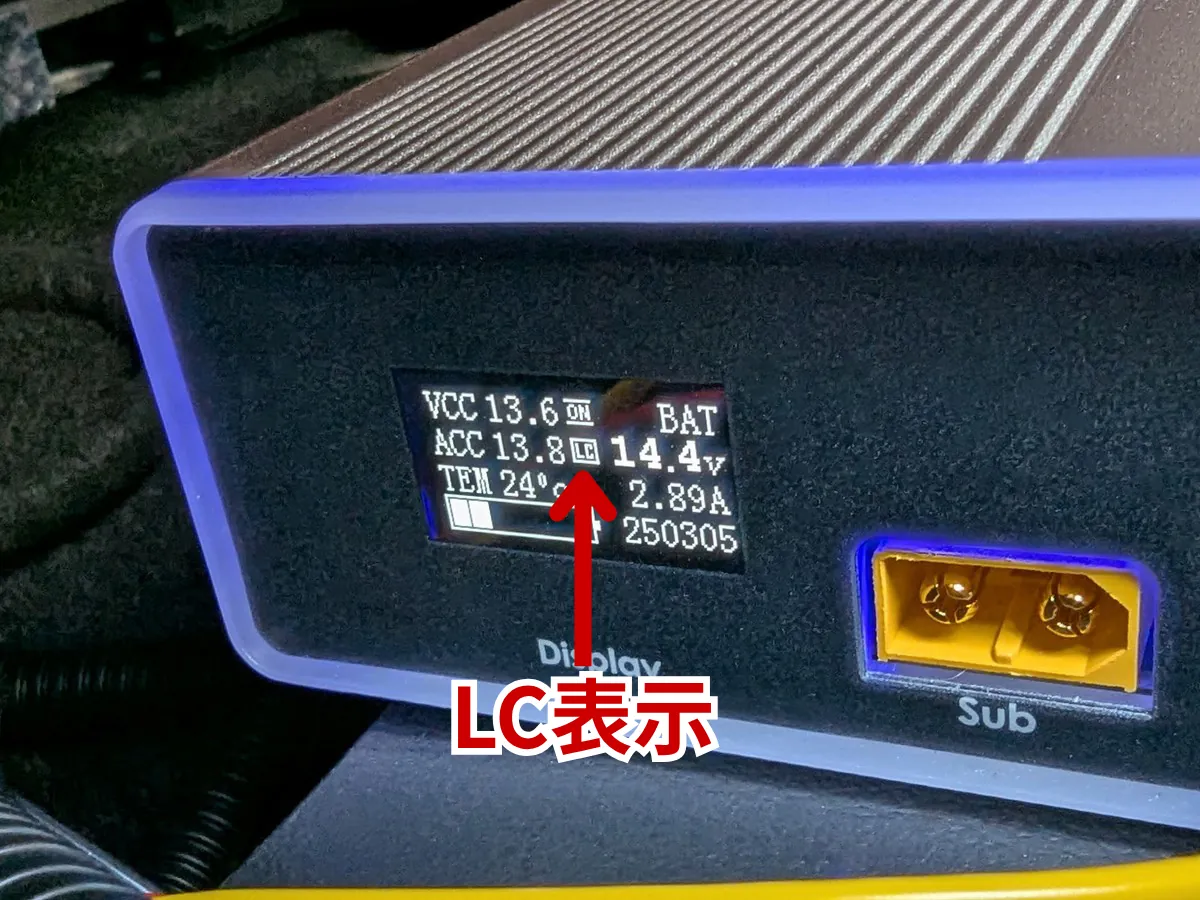 VCC 13.6 ON BAT
ACC 13.8 LC 14.4v
TEM 24°c 2.89A
250305
Display
LC表示
Sub